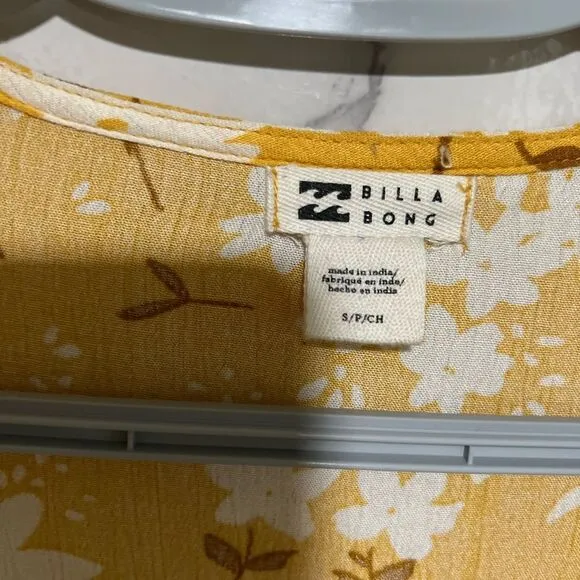 BILLA
BONG
made in india/
fabriqué en inde/
hecho en india
S/P/CH